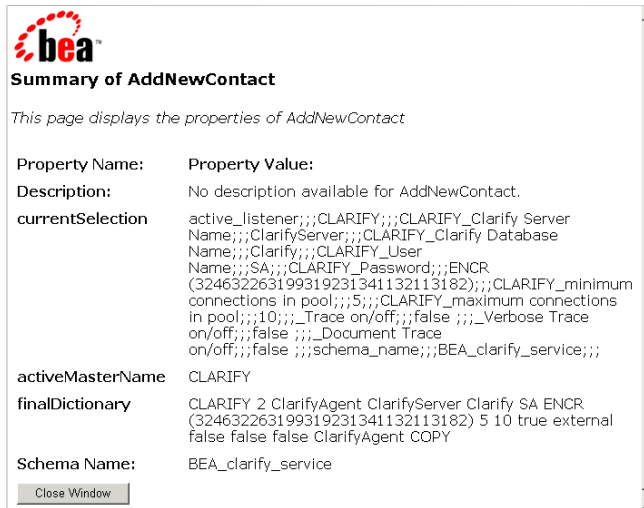 bea™
Summary of AddNewContact
This page displays the properties of AddNewContact
Property Name: Property Value:
Description: No description available for AddNewContact.
currentSelection active_listener;;;CLARIFY;;;CLARIFY_Clarify Server
Name;;;ClarifyServer;;;CLARIFY_Clarify Database
Name;;;Clarify;;;CLARIFY_User
Name;;;SA;;;CLARIFY_Password;;;ENCR
(3246322631993192313411321131​82);;;CLARIFY_minimum
connections in pool;;;5;;;CLARIFY_maximum connections
in pool;;;10;;;_Trace on/off;;;false ;;;_Verbose Trace
on/off;;;false ;;;_Document Trace
on/off;;;false ;;;schema_name;;;BEA_clarify_service;;;
activeMasterName CLARIFY
finalDictionary CLARIFY 2 ClarifyAgent ClarifyServer Clarify SA ENCR
(324632263199319231341132113182) 5 10 true external
false false false ClarifyAgent COPY
Schema Name: BEA_clarify_service
Close Window